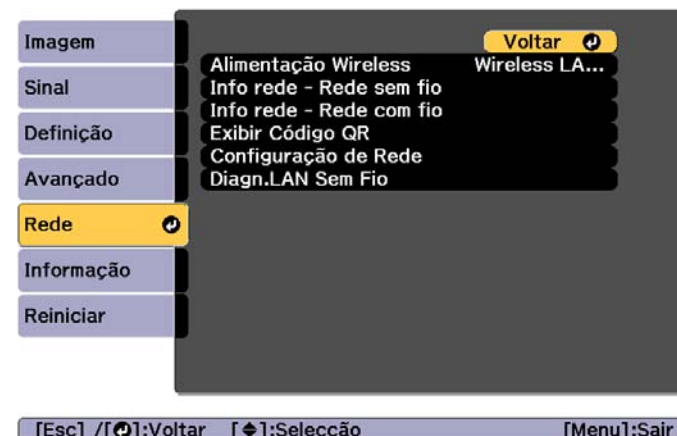 Imagem
Sinal
Definição
Avançado
Rede
Informação
Reiniciar
Voltar
Alimentação Wireless Wireless LA...
Info rede - Rede sem fio
Info rede - Rede com fio
Exibir Código QR
Configuração de Rede
Diagn.LAN Sem Fio
[Esc] /[↵]:Voltar [◆]:Selecção [Menu]:Sair